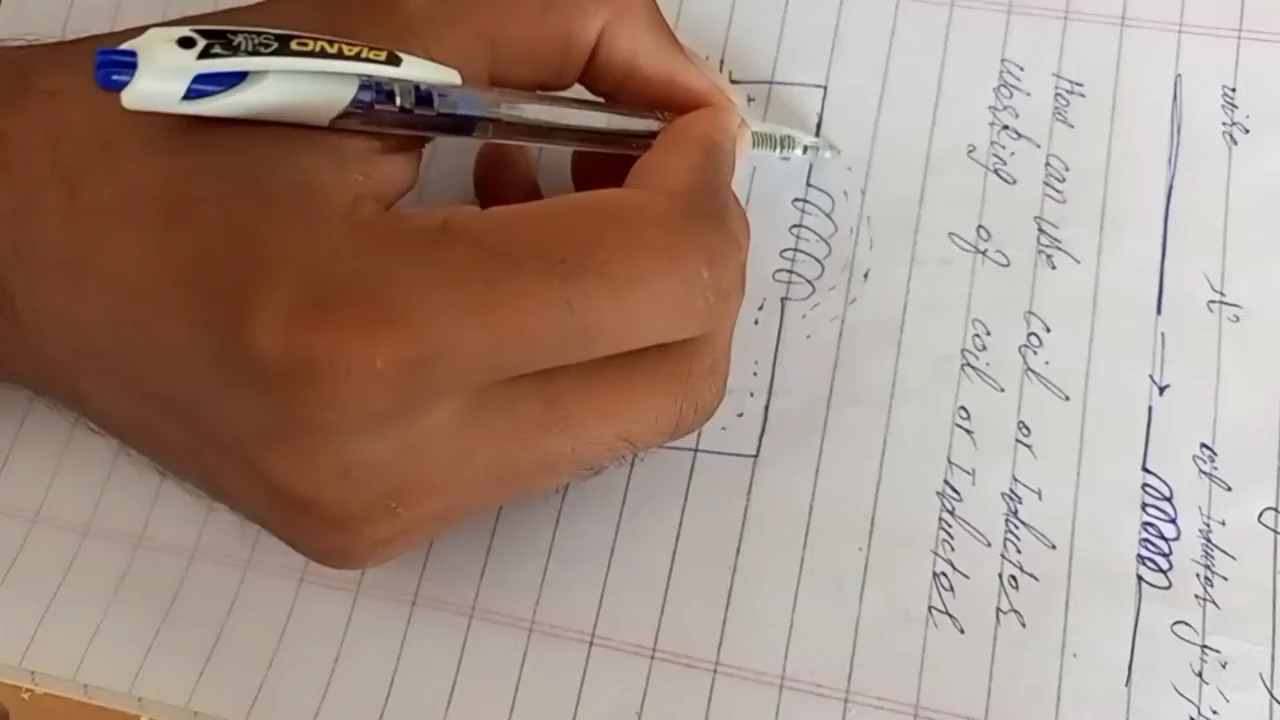 wire
coil Inductor
How can use coil or Inductor
Working of coil or Inductor
+
PIANO Silk